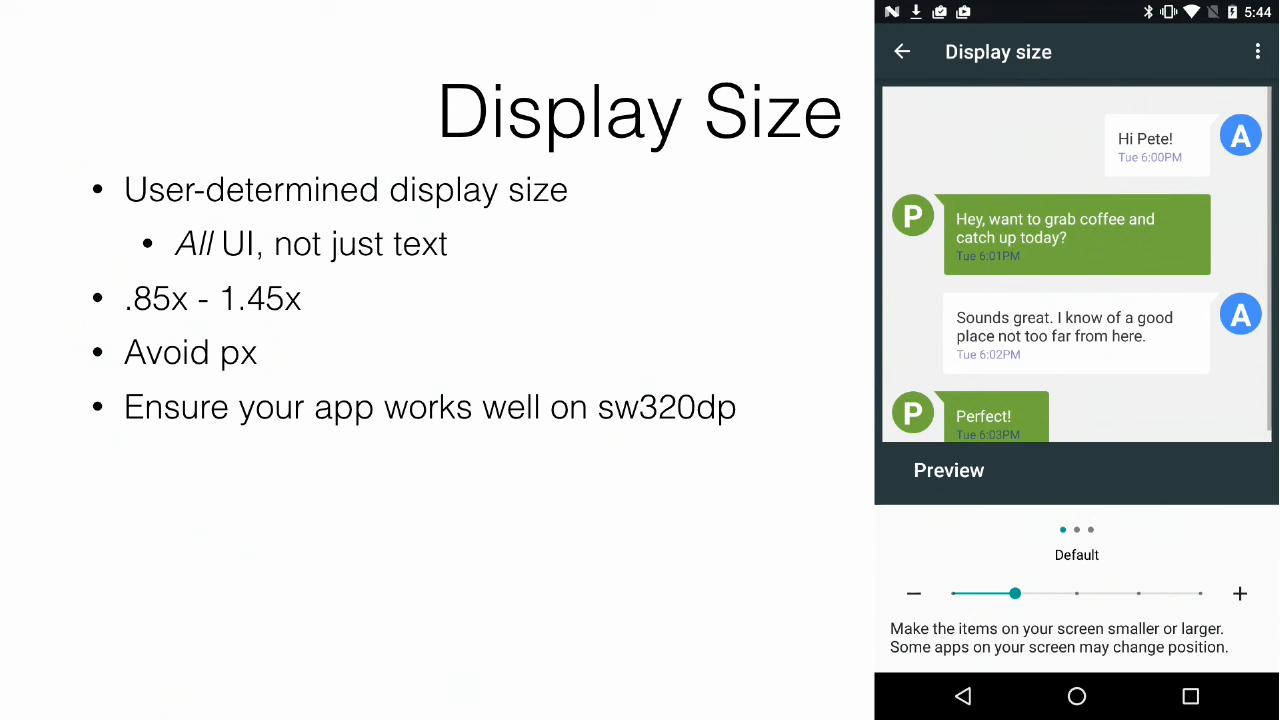 Display Size
• User-determined display size
• All UI, not just text
• .85x - 1.45x
• Avoid px
• Ensure your app works well on sw320dp
5:44
Display size
Hi Pete!
Tue 6:00PM
A
P
Hey, want to grab coffee and
catch up today?
Tue 6:01PM
Sounds great. I know of a good
place not too far from here.
Tue 6:02PM
A
P
Perfect!
Tue 6:03PM
Preview
Default
Make the items on your screen smaller or larger.
Some apps on your screen may change position.